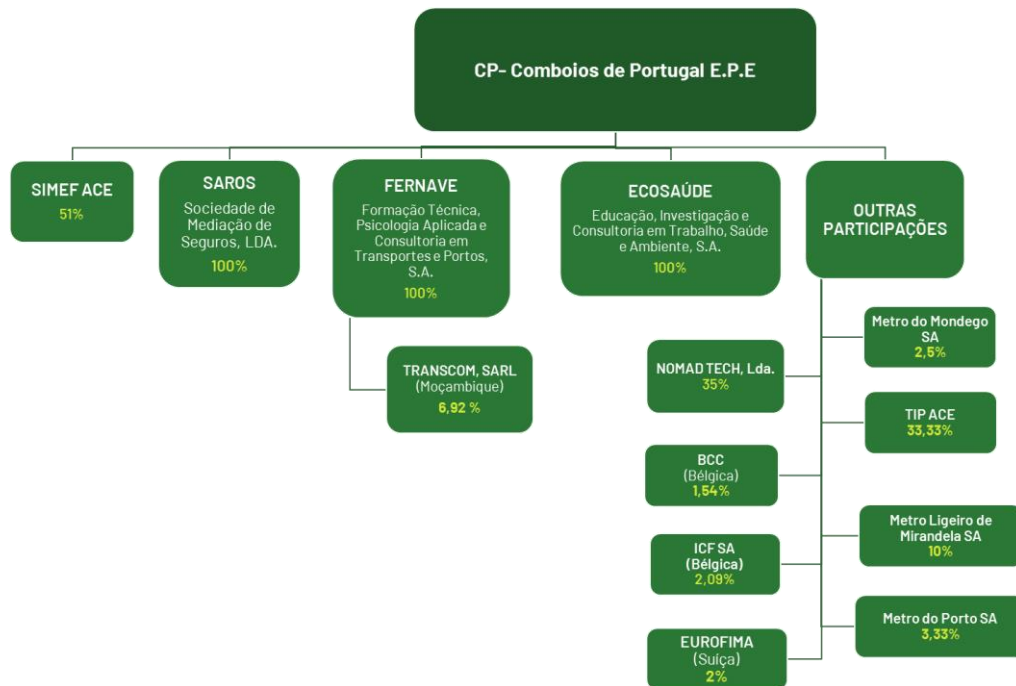 CP- Comboios de Portugal E.P.E
SIMEF ACE
51%
SAROS
Sociedade de
Mediação de
Seguros, LDA.
100%
FERNAVE
Formação Técnica,
Psicologia Aplicada e
Consultoria em
Transportes e Portos,
S.A.
100%
ECOSAÚDE
Educação, Investigação e
Consultoria em Trabalho, Saúde
e Ambiente, S.A.
100%
OUTRAS
PARTICIPAÇÕES
TRANSCOM, SARL
(Moçambique)
6,92 %
Metro do Mondego
SA
2,5%
NOMAD TECH, Lda.
35%
TIP ACE
33,33%
BCC
(Bélgica)
1,54%
Metro Ligeiro de
Mirandela SA
10%
ICF SA
(Bélgica)
2,09%
Metro do Porto SA
3,33%
EUROFIMA
(Suíça)
2%